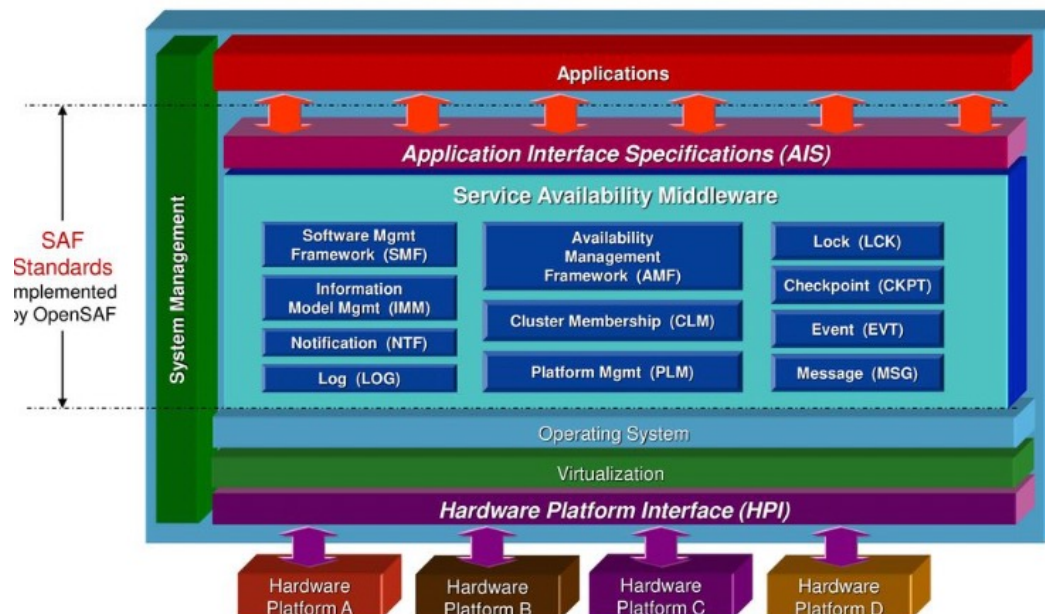 Applications
Application Interface Specifications (AIS)
Service Availability Middleware
Software Mgmt
Framework (SMF)
Information
Model Mgmt (IMM)
Notification (NTF)
Log (LOG)
Availability
Management
Framework (AMF)
Cluster Membership (CLM)
Platform Mgmt (PLM)
Lock (LCK)
Checkpoint (CKPT)
Event (EVT)
Message (MSG)
System Management
SAF
Standards
mplemented
by OpenSAF
Operating System
Virtualization
Hardware Platform Interface (HPI)
Hardware
Platform A
Hardware
Platform B
Hardware
Platform C
Hardware
Platform D